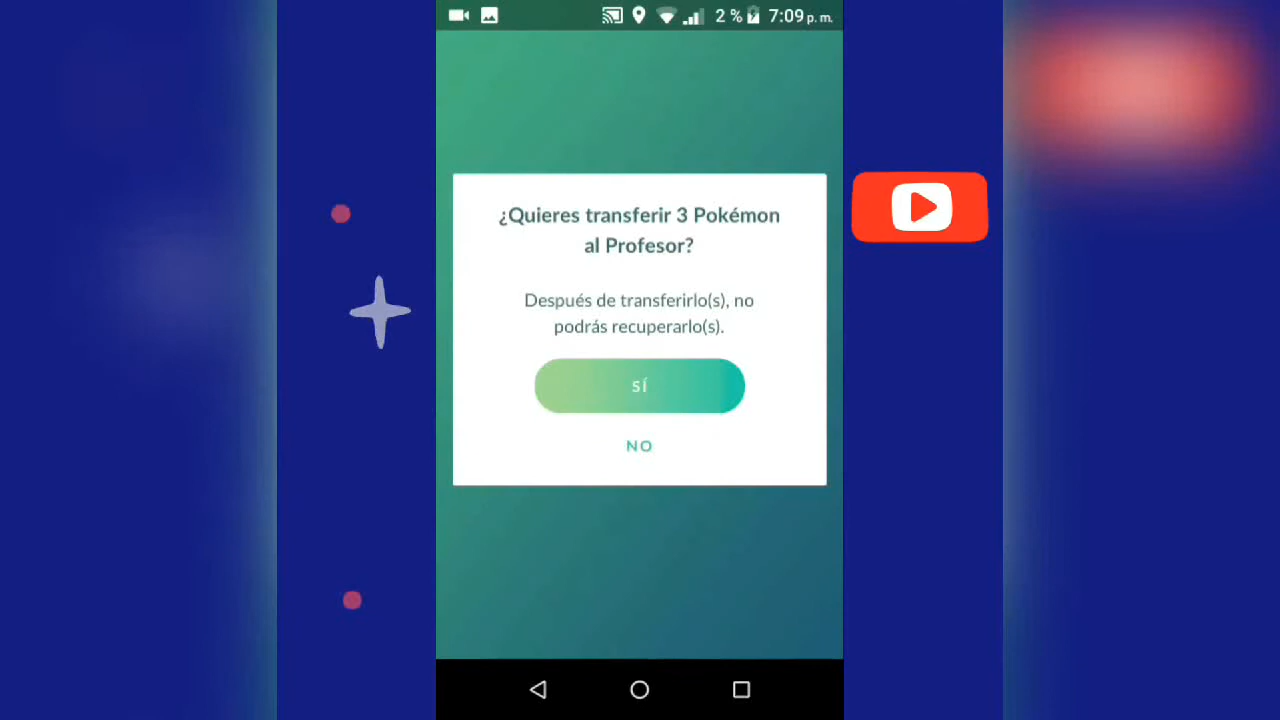 2 % 7:09 p. m.
¿Quieres transferir 3 Pokémon
al Profesor?
Después de transferirlo(s), no
podrás recuperarlo(s).
SÍ
NO